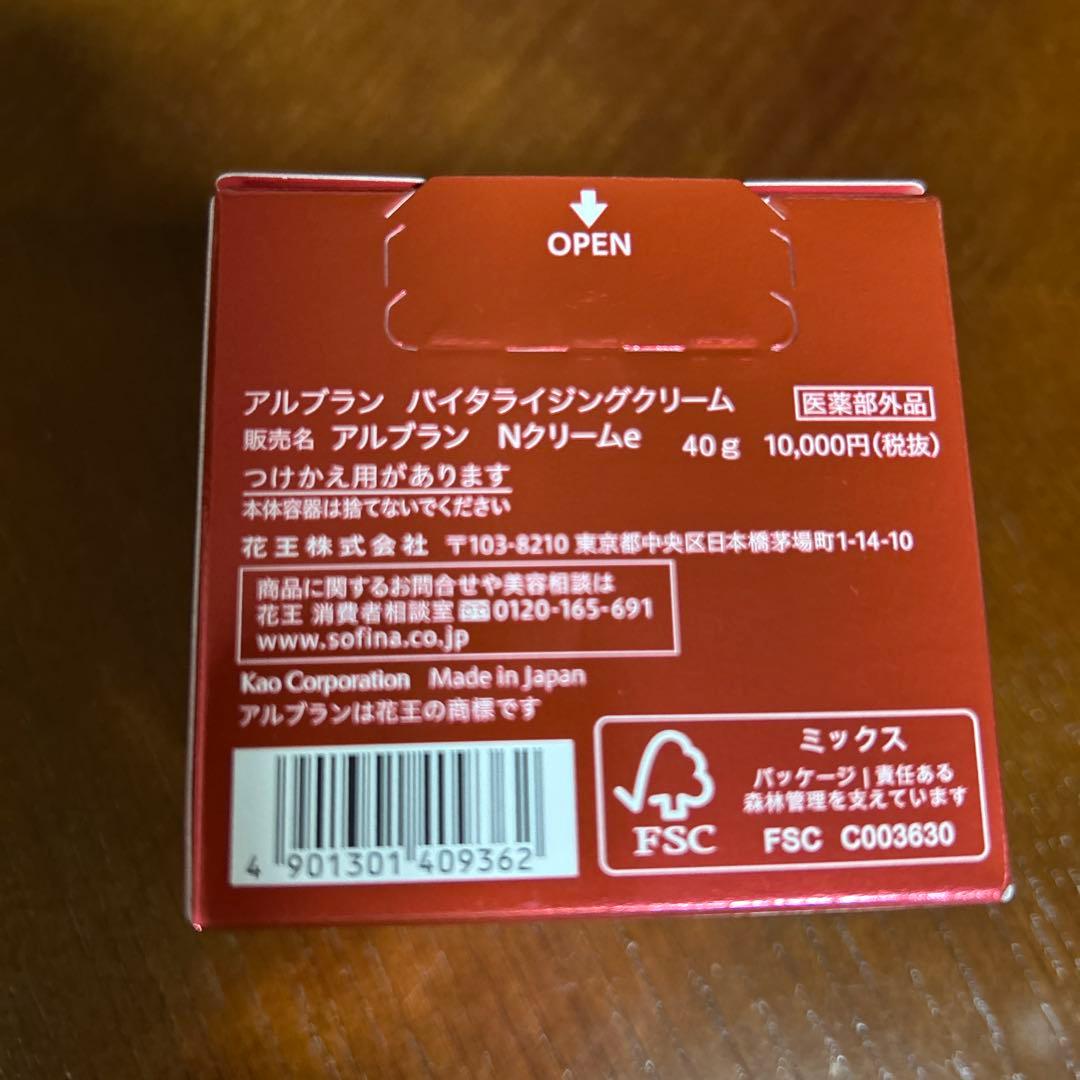 OPEN
アルブラン バイタライジングクリーム 医薬部外品
販売名 アルブラン Nクリームe 40g 10,000円(税抜)
つけかえ用があります
本体容器は捨てないでください
花王株式会社 〒103-8210 東京都中央区日本橋茅場町1-14-10
商品に関するお問合せや美容相談は
花王 消費者相談室 0120-165-691
www.sofina.co.jp
Kao Corporation Made in Japan
アルブランは花王の商標です
4 901301 409362
FSC
ミックス
パッケージ | 責任ある
森林管理を支えています
FSC C003630